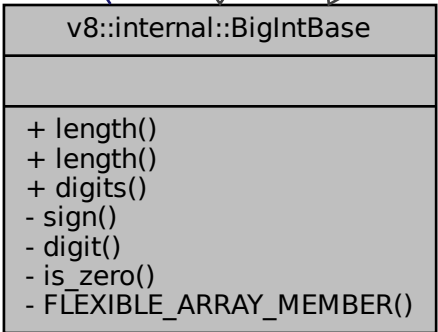 v8::internal::BigIntBase
+ length()
+ length()
+ digits()
- sign()
- digit()
- is_zero()
- FLEXIBLE_ARRAY_MEMBER()